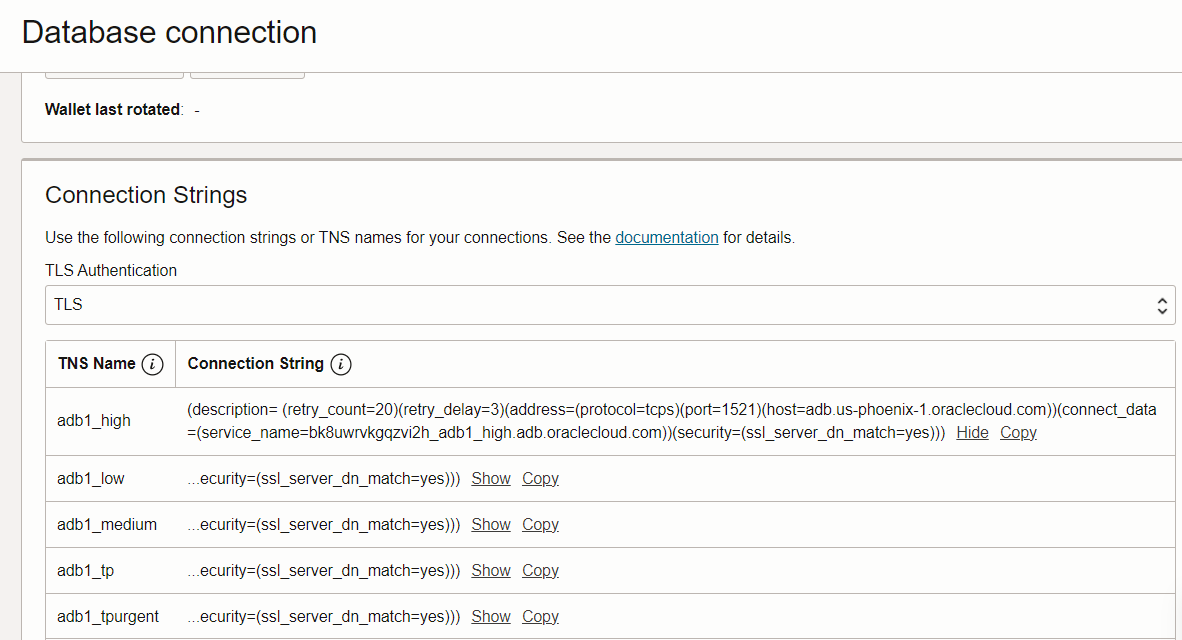 Database connection
Wallet last rotated: -
Connection Strings
Use the following connection strings or TNS names for your connections. See the documentation for details.
TLS Authentication
TLS
TNS Name i Connection String i
adb1_high
(description= (retry_count=20)(retry_delay=3)(address=(protocol=tcps)(port=1521)(host=adb.us-phoenix-1.oraclecloud.com))(connect_data
=(service_name=bk8uwrvkgqzvi2h_adb1_high.adb.oraclecloud.com))(security=(ssl_server_dn_match=yes))) Hide Copy
adb1_low ...ecurity=(ssl_server_dn_match=yes))) Show Copy
adb1_medium ...ecurity=(ssl_server_dn_match=yes))) Show Copy
adb1_tp ...ecurity=(ssl_server_dn_match=yes))) Show Copy
adb1_tpurgent ...ecurity=(ssl_server_dn_match=yes))) Show Copy